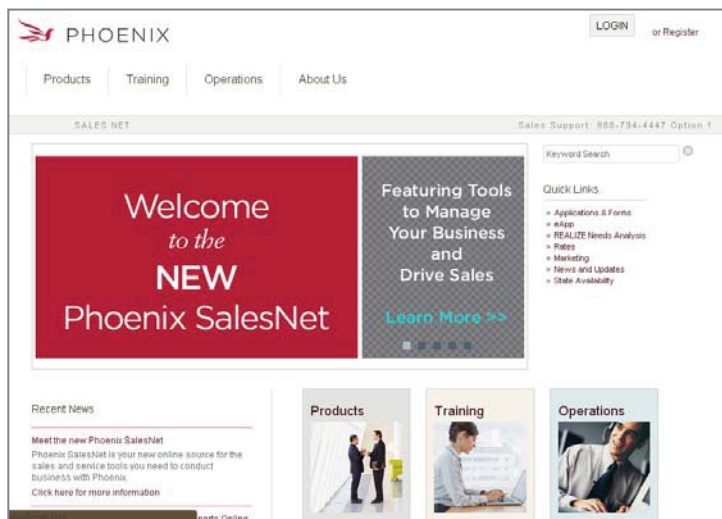 PHOENIX
LOGIN
or Register
Products
Training
Operations
About Us
SALES NET
Sales Support: 888-794-4447 Option 1
Keyword Search
Welcome
to the
NEW
Phoenix SalesNet
Featuring Tools
to Manage
Your Business
and
Drive Sales
Learn More >>
Quick Links
» Applications & Forms
» eApp
» REALIZE Needs Analysis
» Rates
» Marketing
» News and Updates
» State Availability
Recent News
Meet the new Phoenix SalesNet
Phoenix SalesNet is your new online source for the
sales and service tools you need to conduct
business with Phoenix.
Click here for more information
Online
Products
Training
Operations